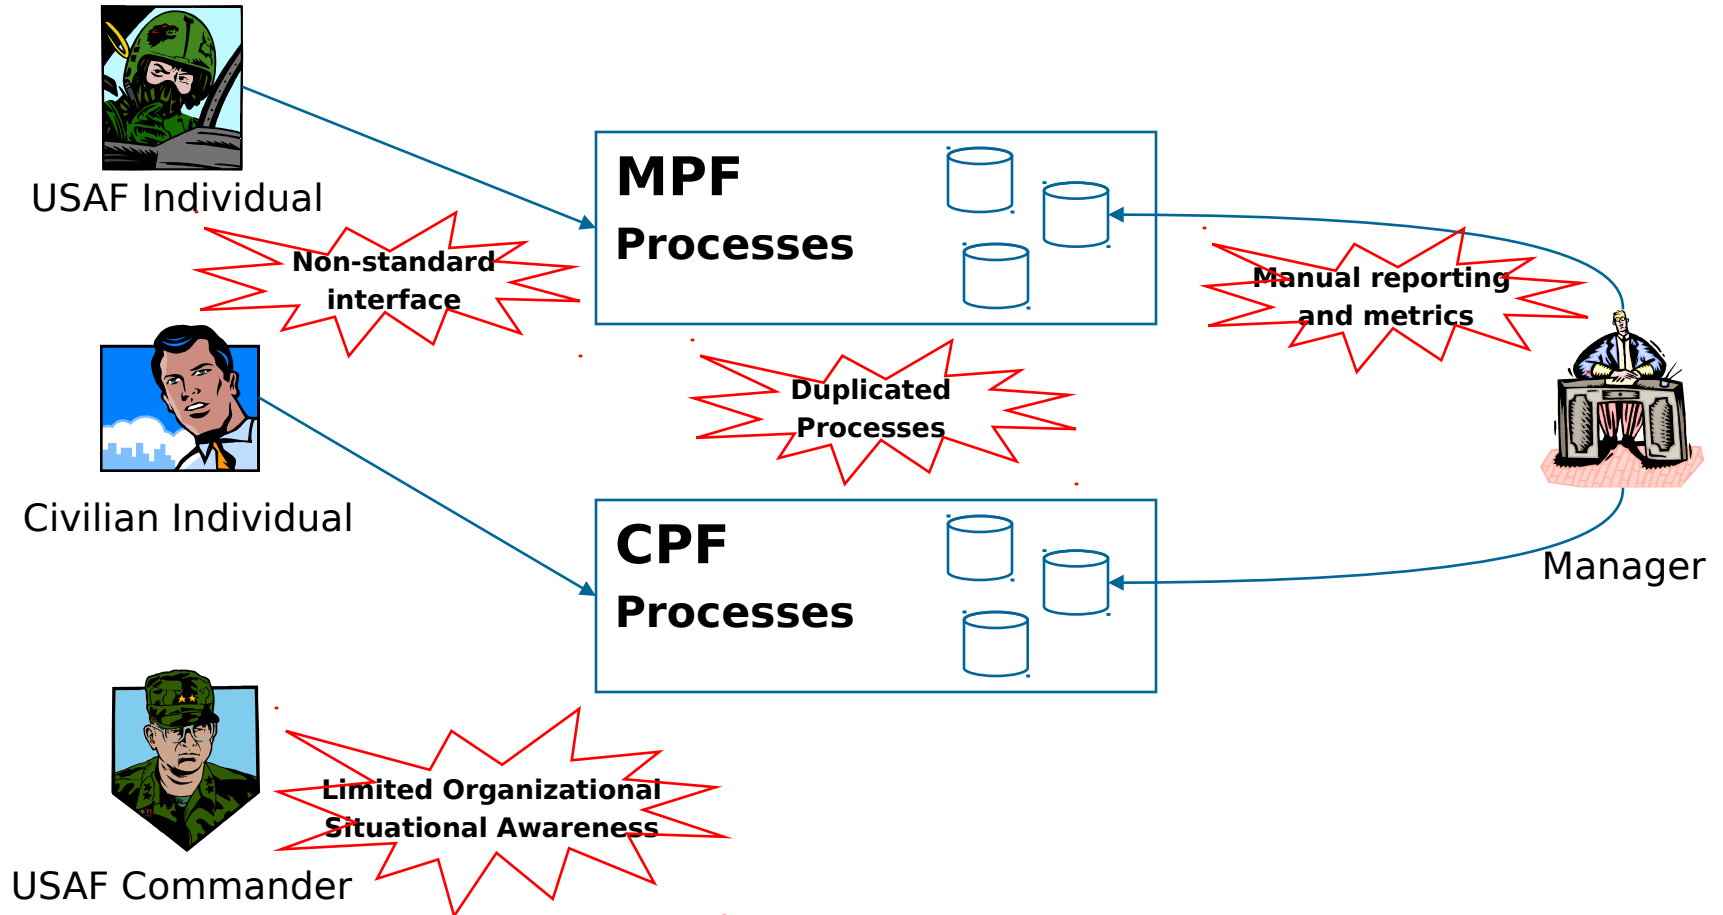 USAF Individual
Non-standard
interface
MPF
Processes
Manual reporting
and metrics
Duplicated
Processes
Civilian Individual
CPF
Processes
Manager
Limited Organizational
Situational Awareness
USAF Commander